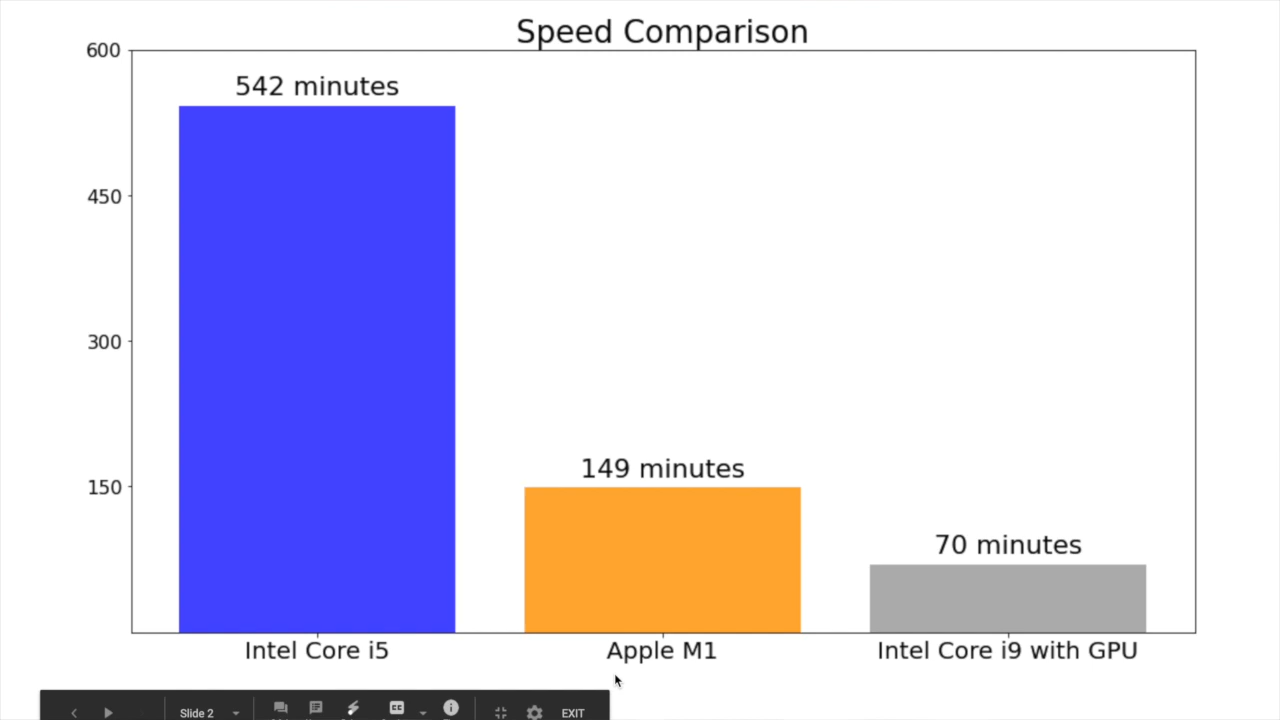 Speed Comparison
600
542 minutes
450
300
149 minutes
150
70 minutes
Intel Core i5
Apple M1
Intel Core i9 with GPU
Slide 2
CC
EXIT